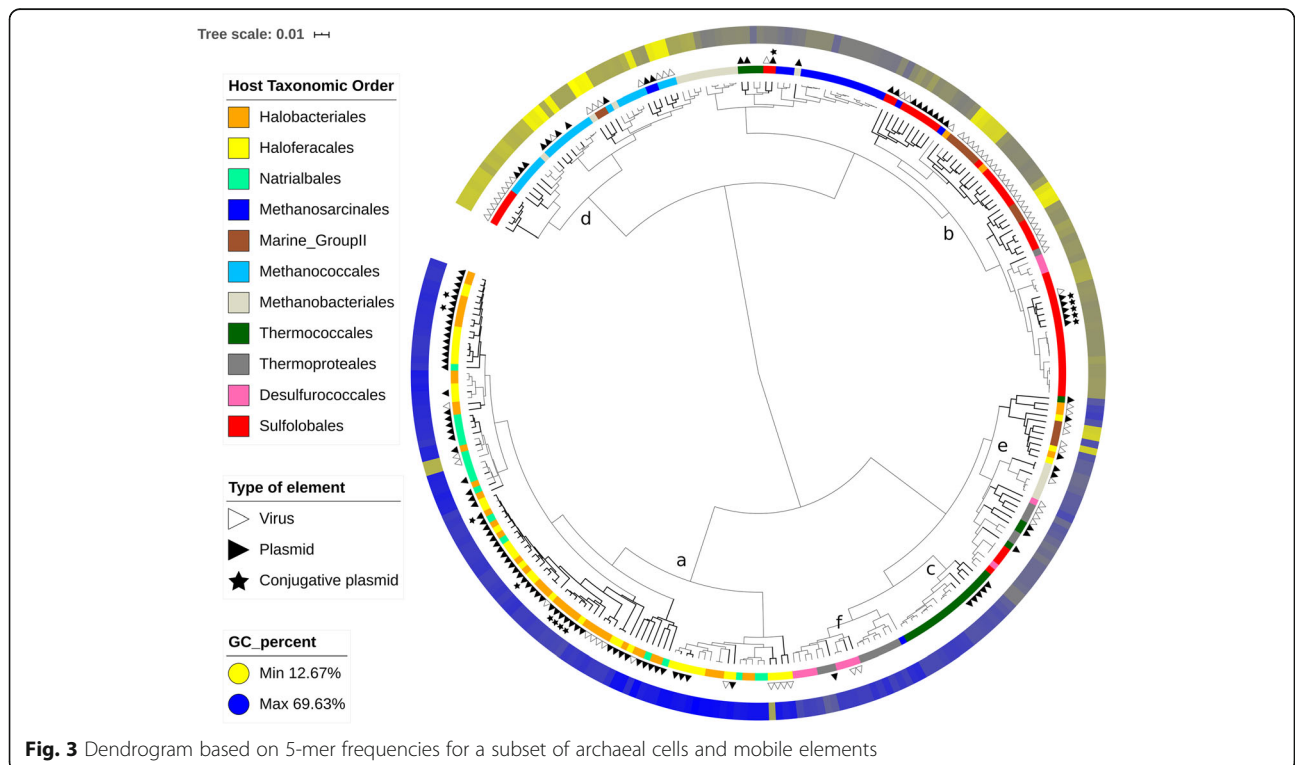 Tree scale: 0.01
Host Taxonomic Order
Halobacteriales
Haloferacales
Natrialbales
Methanosarcinales
Marine_GroupII
Methanococcales
Methanobacteriales
Thermococcales
Thermoproteales
Desulfurococcales
Sulfolobales
Type of element
Virus
Plasmid
Conjugative plasmid
GC_percent
Min 12.67%
Max 69.63%
d
b
e
a
c
f
Fig. 3 Dendrogram based on 5-mer frequencies for a subset of archaeal cells and mobile elements